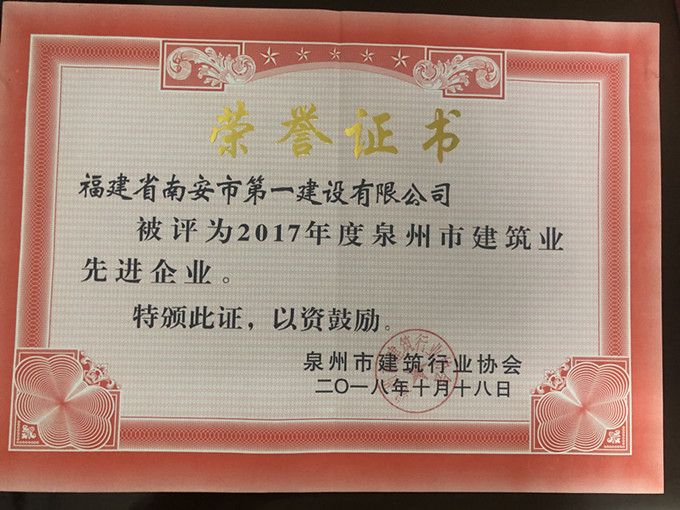 荣誉证书
福建省南安市第一建设有限公司
被评为2017年度泉州市建筑业
先进企业。
特颁此证，以资鼓励。
泉州市建筑行业协会
二〇一八年十月十八日